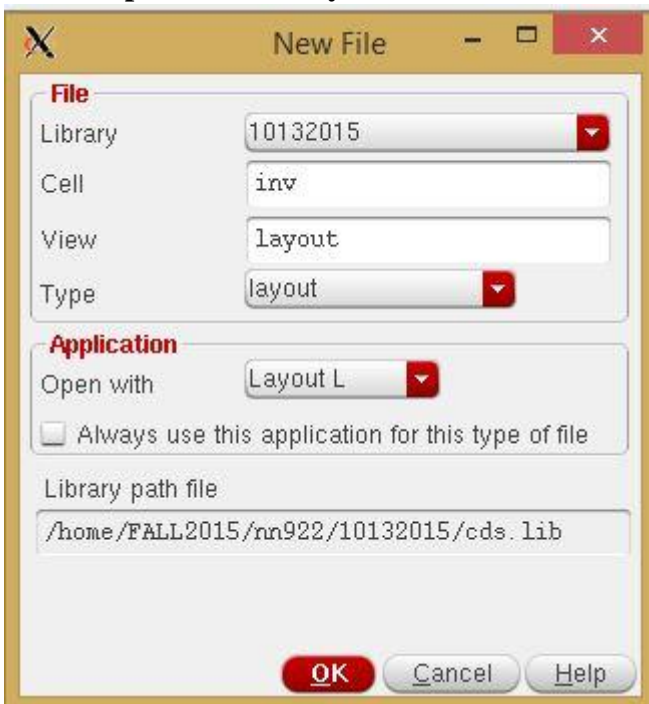 New File
File
Library 10132015
Cell inv
View layout
Type layout
Application
Open with Layout L
Always use this application for this type of file
Library path file
/home/FALL2015/nn922/10132015/cds.lib
OK Cancel Help